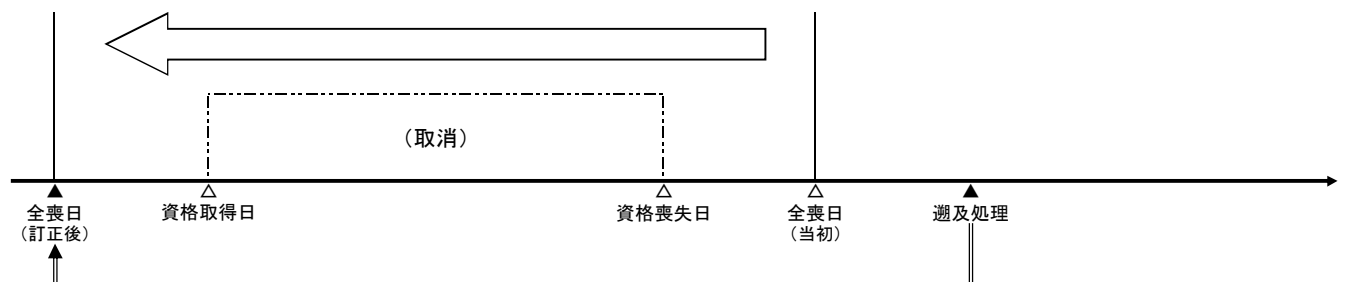 （取消）
全喪日
（訂正後）
資格取得日
資格喪失日
全喪日
（当初）
遡及処理